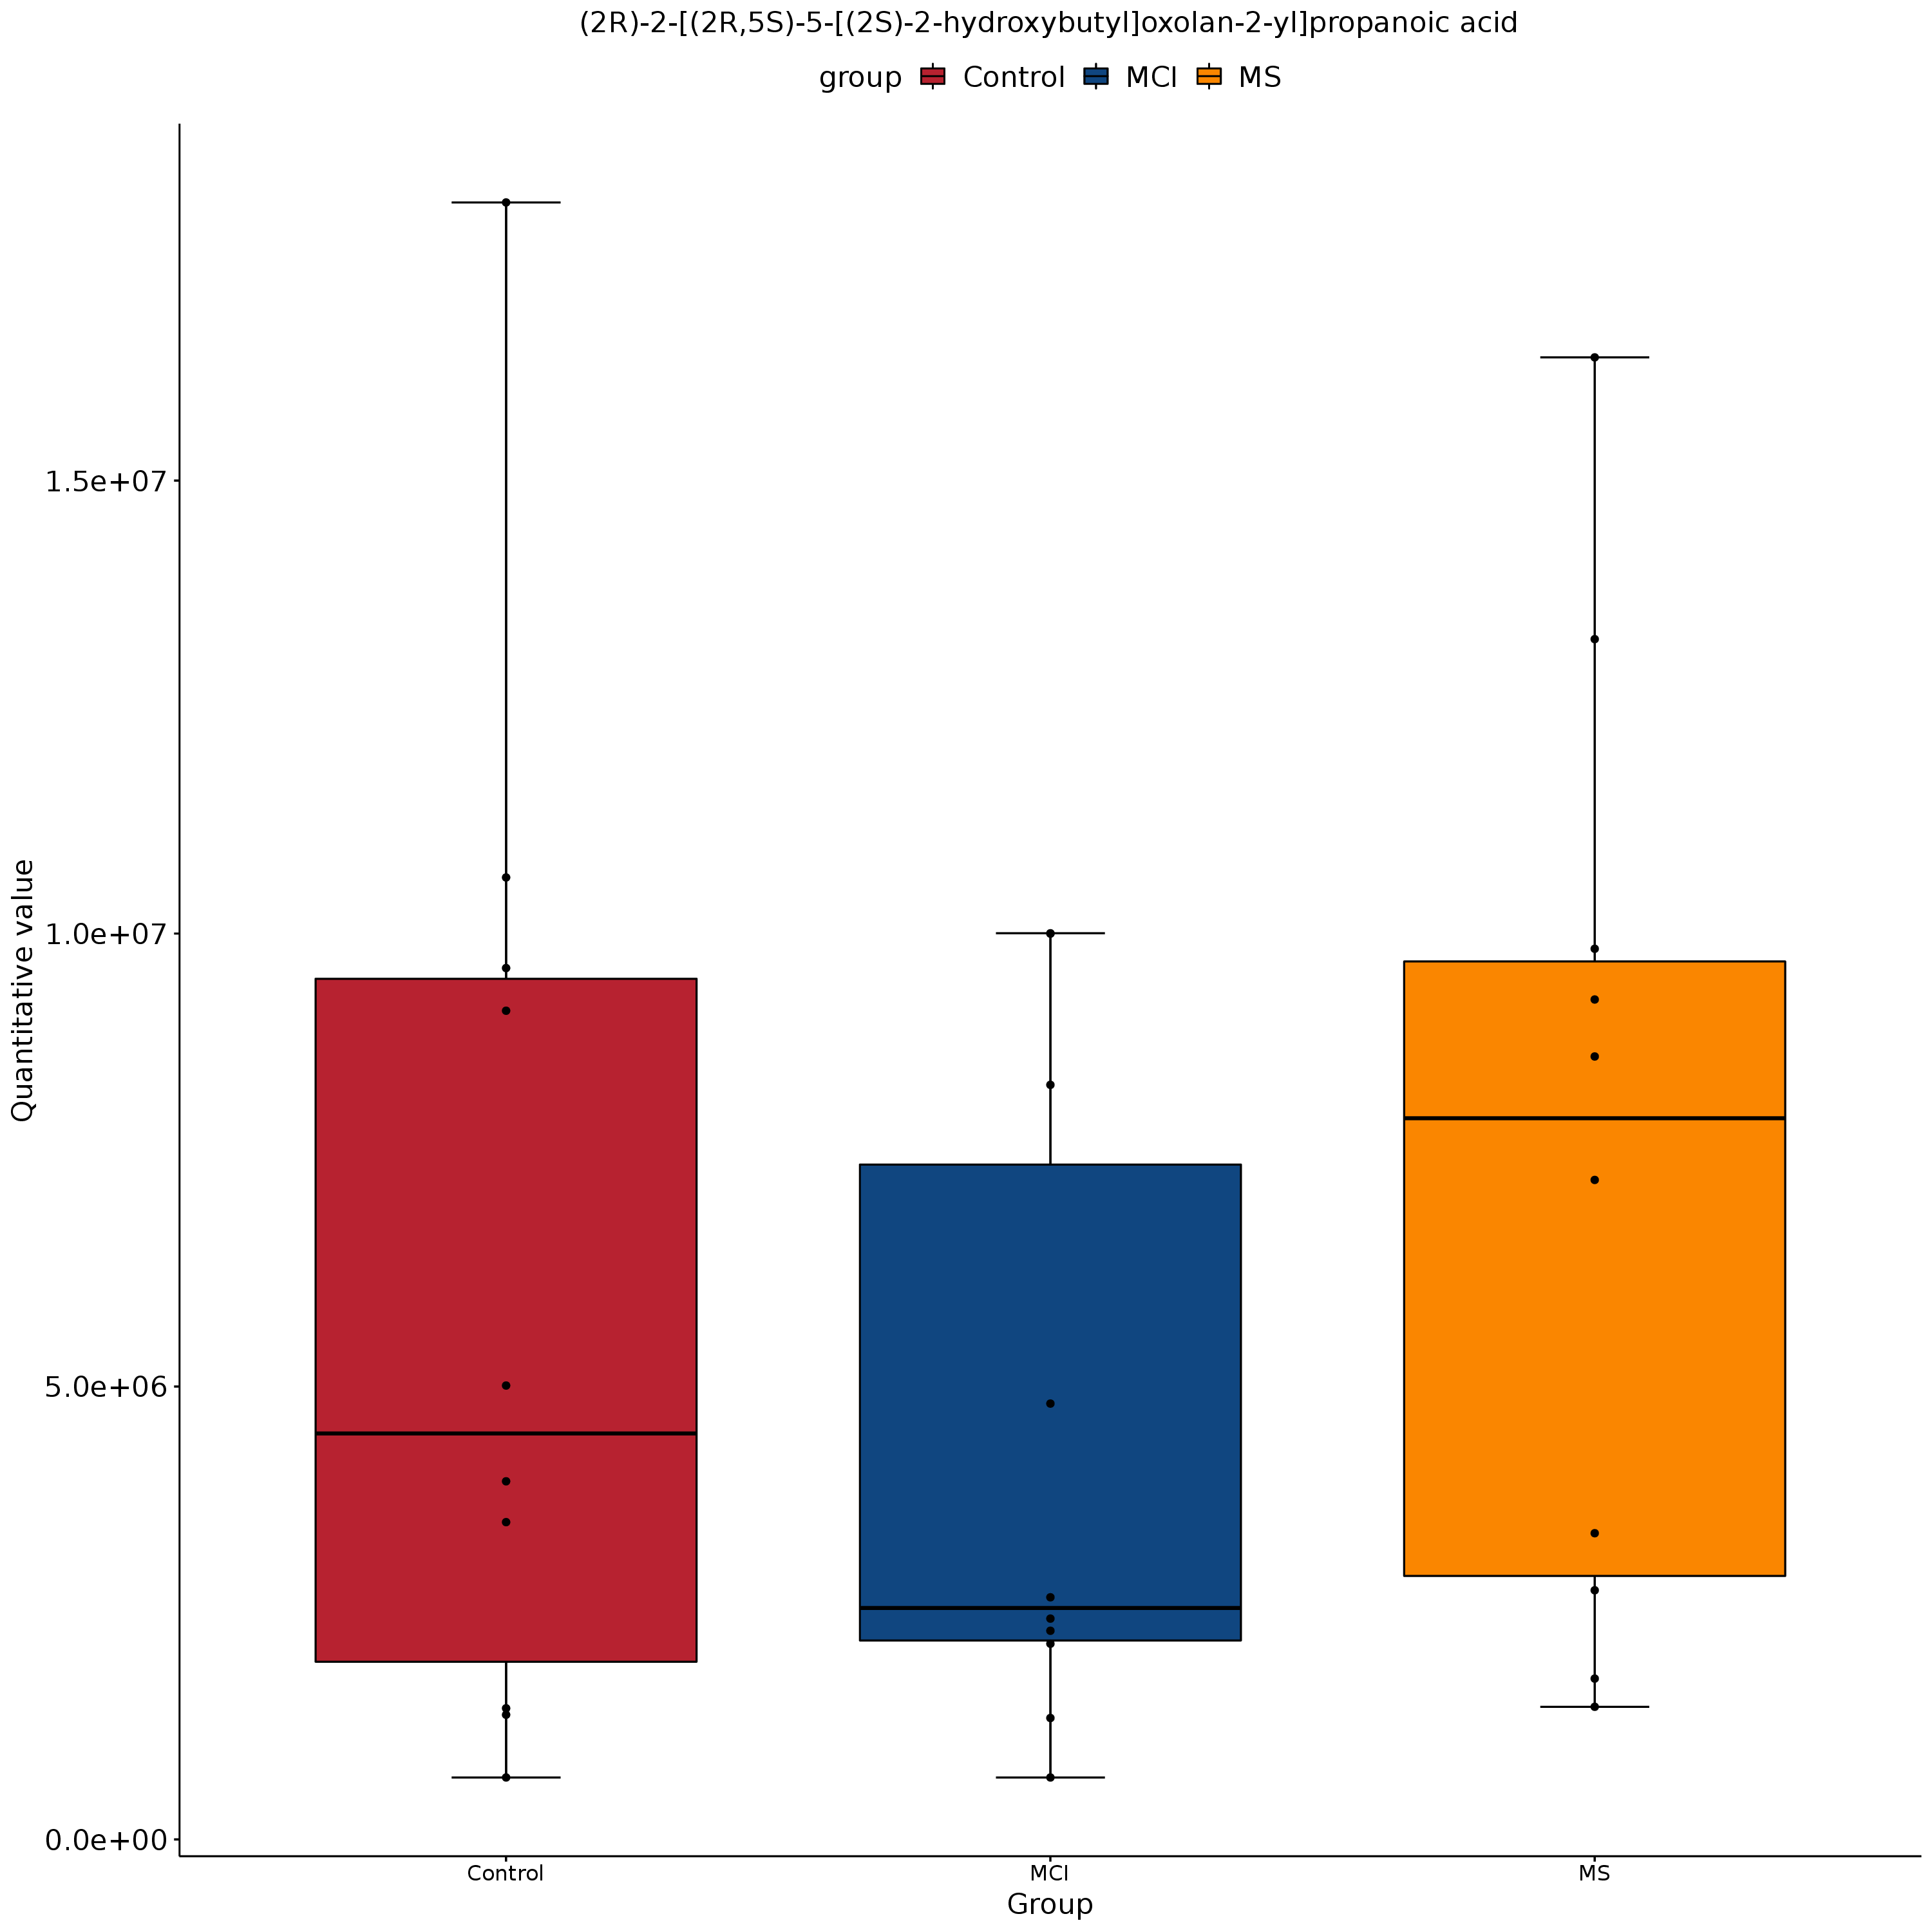 (2R)-2-[(2R,5S)-5-[(2S)-2-hydroxybutyl]oxolan-2-yl]propanoic acid
group Control MCI MS
1.5e+07
1.0e+07
5.0e+06
0.0e+00
Quantitative value
Control MCI MS
Group